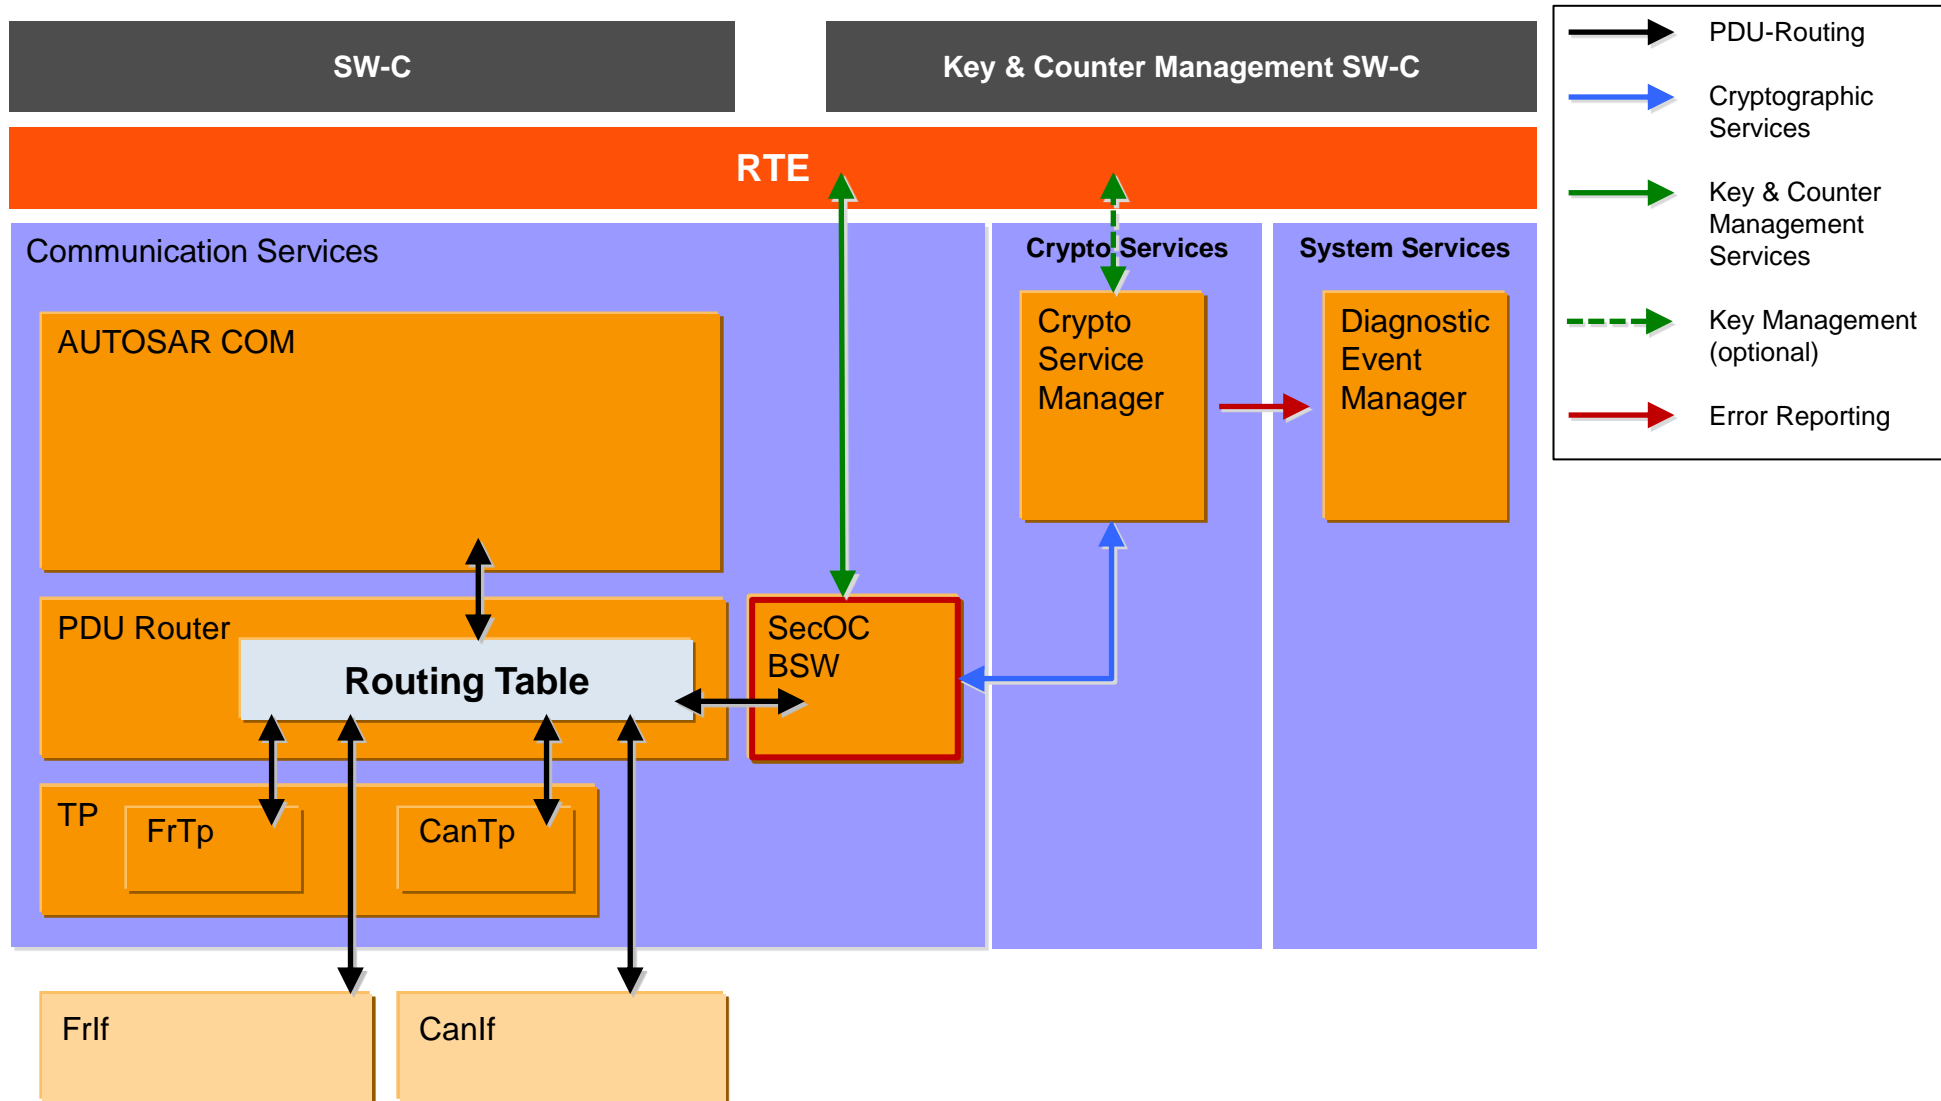 SW-C
Key & Counter Management SW-C
RTE
Communication Services
Crypto Services
System Services
AUTOSAR COM
Crypto
Service
Manager
Diagnostic
Event
Manager
PDU Router
Routing Table
SecOC
BSW
TP
FrTp
CanTp
FrIf
CanIf
PDU-Routing
Cryptographic
Services
Key & Counter
Management
Services
Key Management
(optional)
Error Reporting